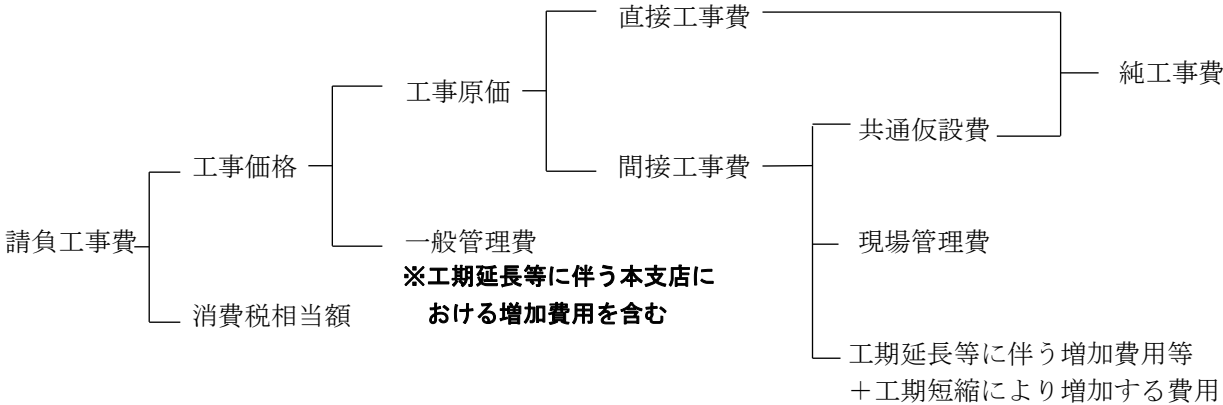 直接工事費
純工事費
工事原価
共通仮設費
工事価格
間接工事費
請負工事費
一般管理費
現場管理費
※工期延長等に伴う本支店に
おける増加費用を含む
消費税相当額
工期延長等に伴う増加費用等
＋工期短縮により増加する費用